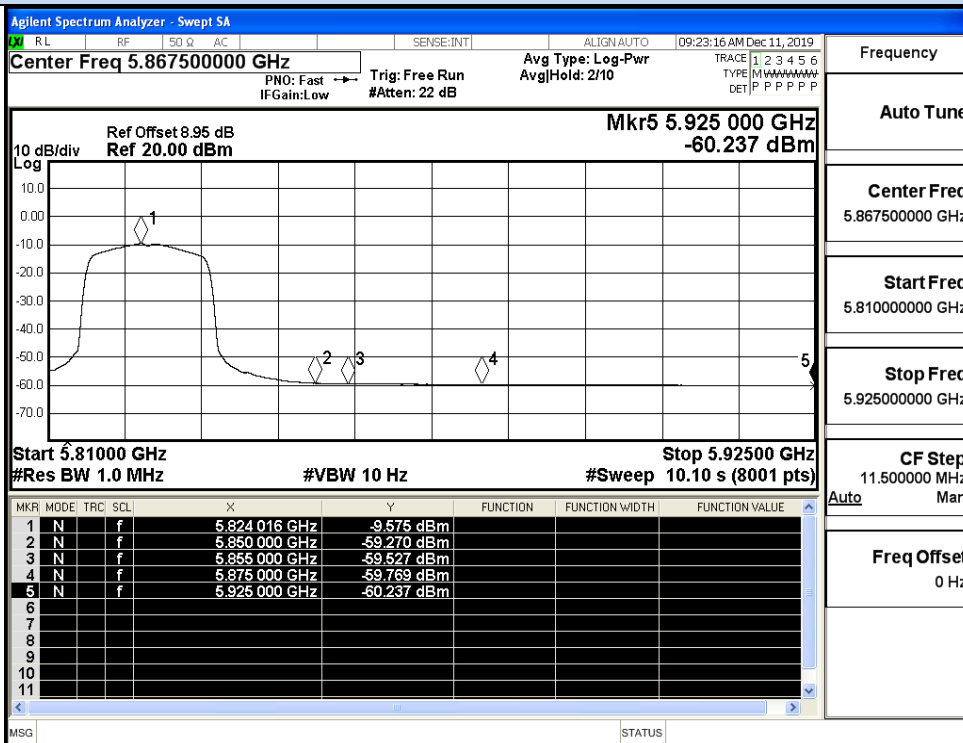 Agilent Spectrum Analyzer - Swept SA
LXI RL RF 50 Ω AC SENSE:INT ALIGN AUTO 09:23:16 AM Dec 11, 2019
Center Freq 5.867500000 GHz
PNO: Fast
IFGain:Low
Trig: Free Run
#Atten: 22 dB
Avg Type: Log-Pwr
Avg|Hold: 2/10
TRACE 1 2 3 4 5 6
TYPE M
DET P P P P P P
Ref Offset 8.95 dB
10 dB/div Ref 20.00 dBm
Log
Mkr5 5.925 000 GHz
-60.237 dBm
10.0
0.00
-10.0
-20.0
-30.0
-40.0
-50.0
-60.0
-70.0
1
2
3
4
5
Start 5.81000 GHz Stop 5.92500 GHz
#Res BW 1.0 MHz #VBW 10 Hz #Sweep 10.10 s (8001 pts)
MKR MODE TRC SCL X Y FUNCTION FUNCTION WIDTH FUNCTION VALUE
1 N f 5.824 016 GHz -9.575 dBm
2 N f 5.850 000 GHz -59.270 dBm
3 N f 5.855 000 GHz -59.527 dBm
4 N f 5.875 000 GHz -59.769 dBm
5 N f 5.925 000 GHz -60.237 dBm
6
7
8
9
10
11
MSG STATUS
Frequency
Auto Tune
Center Freq
5.867500000 GHz
Start Freq
5.810000000 GHz
Stop Freq
5.925000000 GHz
CF Step
11.500000 MHz
Auto Man
Freq Offset
0 Hz